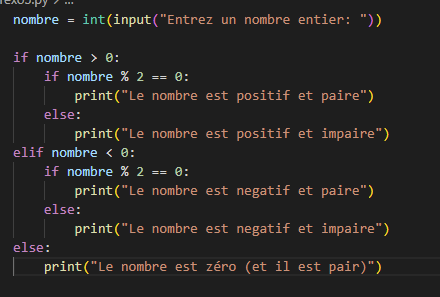 nombre = int(input("Entrez un nombre entier: "))
if nombre > 0:
    if nombre % 2 == 0:
        print("Le nombre est positif et paire")
    else:
        print("Le nombre est positif et impaire")
elif nombre < 0:
    if nombre % 2 == 0:
        print("Le nombre est negatif et paire")
    else:
        print("Le nombre est negatif et impaire")
else:
    print("Le nombre est zéro (et il est pair)")